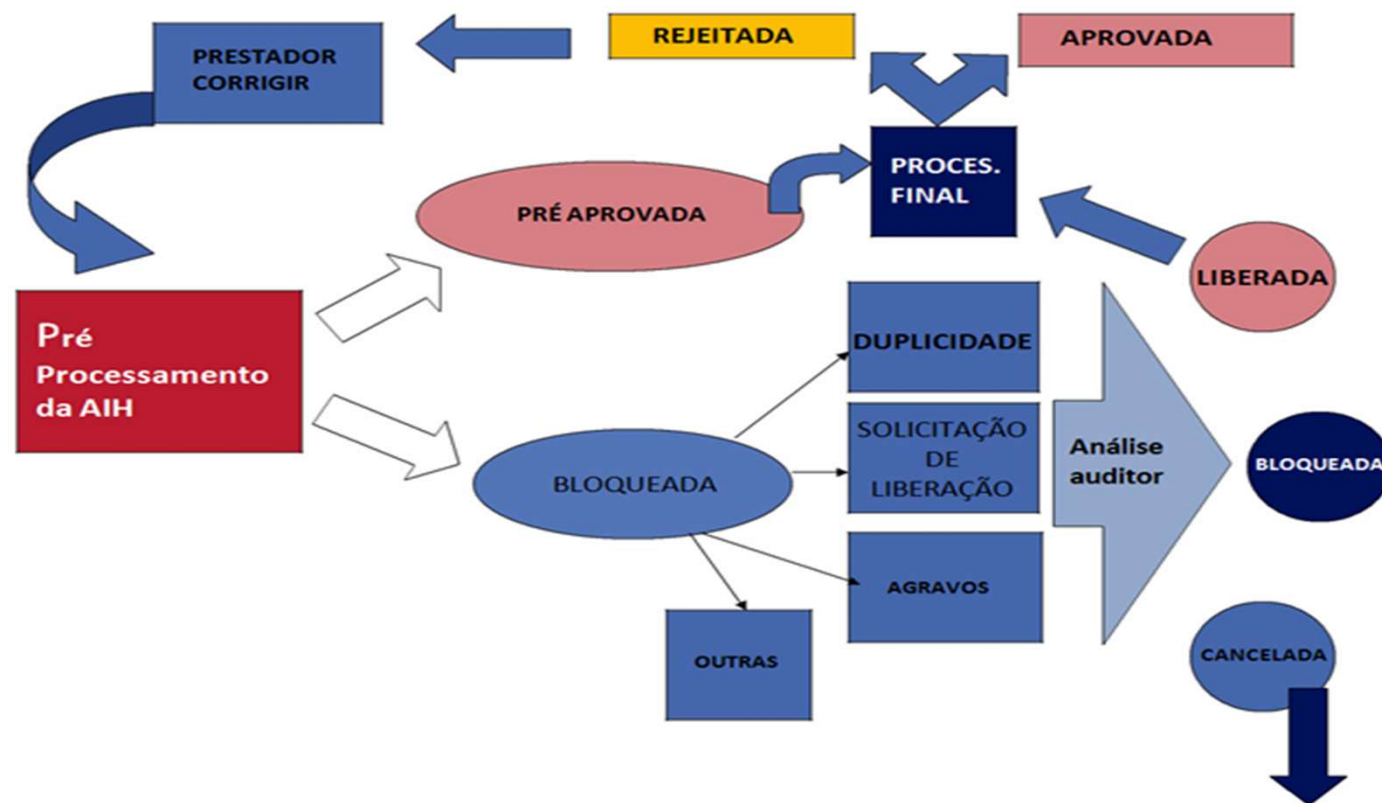 REJEITADA
APROVADA
PRESTADOR
CORRIGIR
PROCES.
FINAL
PRÉ APROVADA
LIBERADA
Pré
Processamento
da AIH
DUPLICIDADE
SOLICITAÇÃO
DE
LIBERAÇÃO
Análise
auditor
BLOQUEADA
BLOQUEADA
AGRAVOS
OUTRAS
CANCELADA